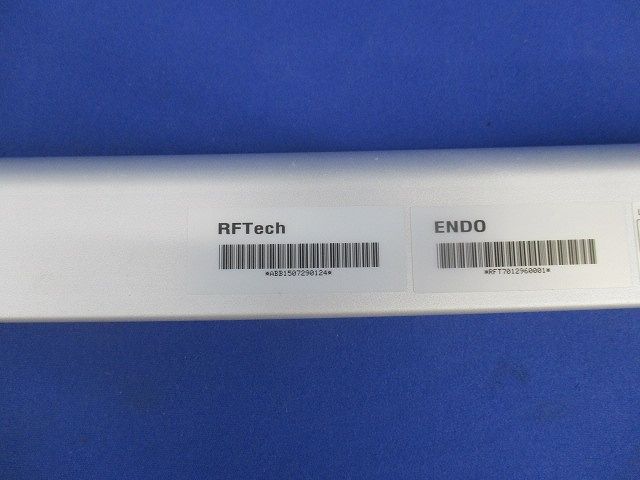 RFTech
*ABB1507290124*
ENDO
*RFT7012960001*